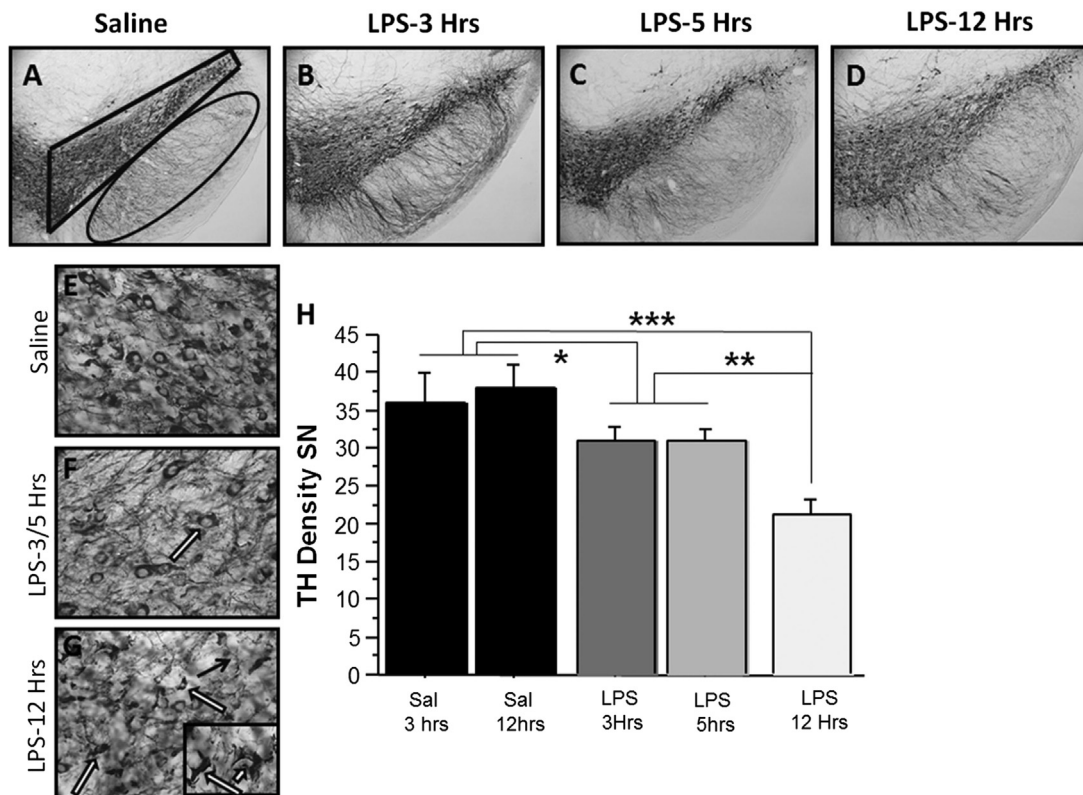 Saline
LPS-3 Hrs
LPS-5 Hrs
LPS-12 Hrs
A
B
C
D
Saline
E
LPS-3/5 Hrs
F
LPS-12 Hrs
G
H
***
*
**
TH Density SN
45
40
35
30
25
20
15
10
5
0
Sal
3 hrs
Sal
12hrs
LPS
3Hrs
LPS
5hrs
LPS
12 Hrs